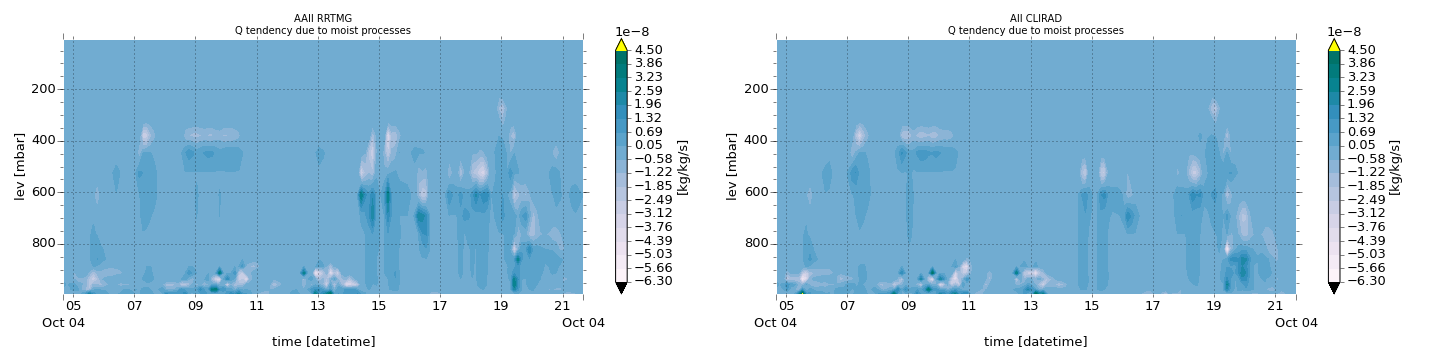 AAll RRTMG
Q tendency due to moist processes
1e−8
4.50
3.86
3.23
2.59
1.96
1.32
0.69
0.05
−0.58
−1.22
−1.85
−2.49
−3.12
−3.76
−4.39
−5.03
−5.66
−6.30
[kg/kg/s]
lev [mbar]
200
400
600
800
05 07 09 11 13 15 17 19 21
Oct 04 Oct 04
time [datetime]
All CLIRAD
Q tendency due to moist processes
1e−8
4.50
3.86
3.23
2.59
1.96
1.32
0.69
0.05
−0.58
−1.22
−1.85
−2.49
−3.12
−3.76
−4.39
−5.03
−5.66
−6.30
[kg/kg/s]
lev [mbar]
200
400
600
800
05 07 09 11 13 15 17 19 21
Oct 04 Oct 04
time [datetime]